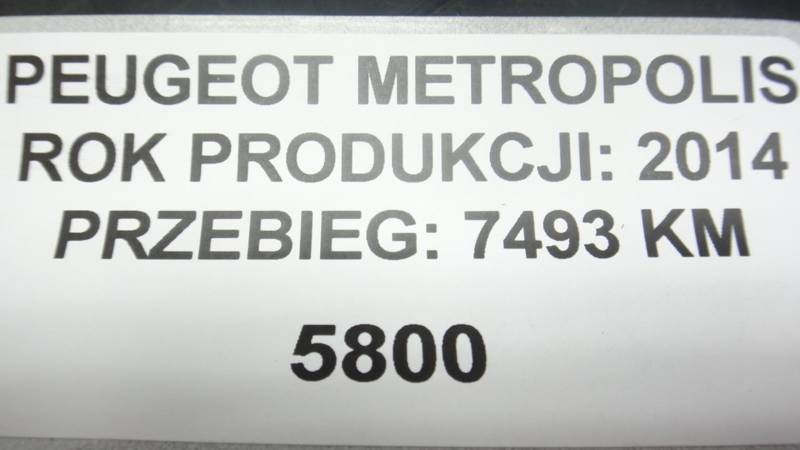 PEUGEOT METROPOLIS
ROK PRODUKCJI: 2014
PRZEBIEG: 7493 KM
5800